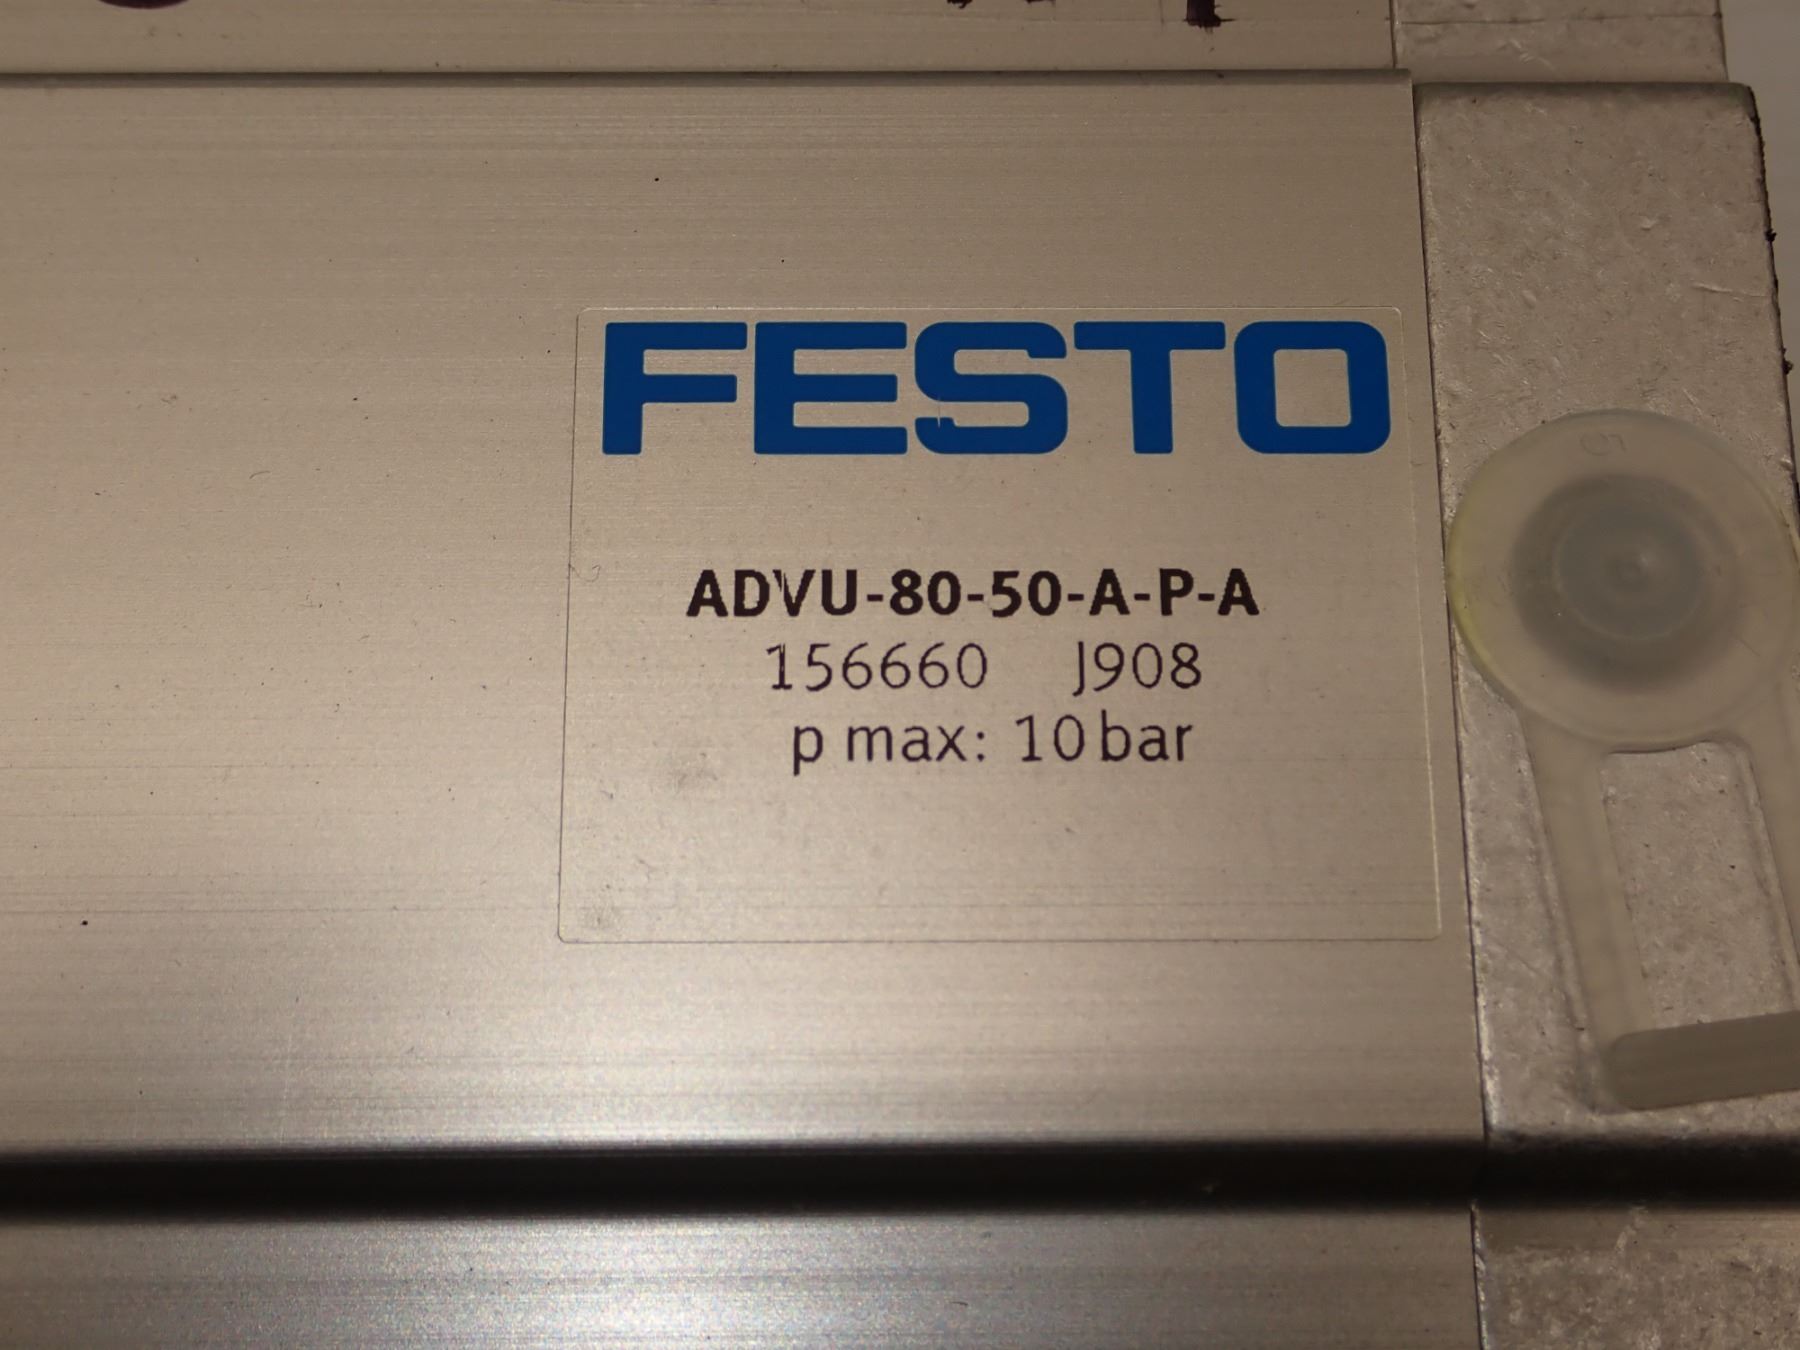 FESTO
ADVU-80-50-A-P-A
156660 J908
p max: 10 bar